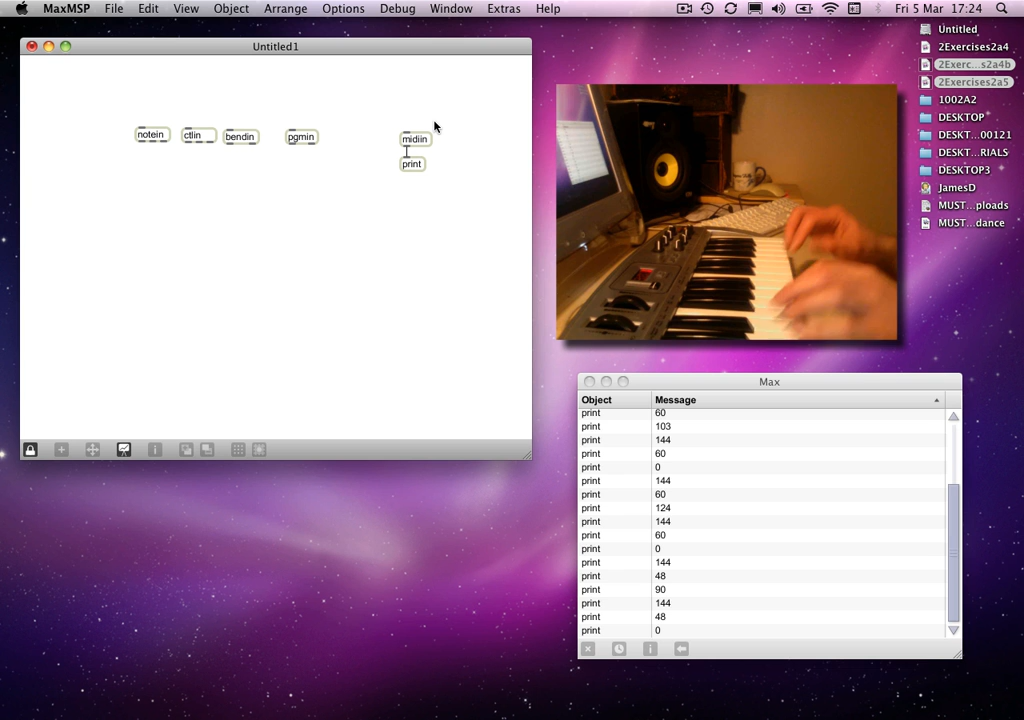 MaxMSP File Edit View Object Arrange Options Debug Window Extras Help Fri 5 Mar 17:24
Untitled1
notein ctlin bendin pgmin midiin
print
Untitled
2Exercises2a4
2Exerc...s2a4b
2Exercises2a5
1002A2
DESKTOP
DESKT...00121
DESKT...RIALS
DESKTOP3
JamesD
MUST...ploads
MUST...dance
Max
Object Message
print 60
print 103
print 144
print 60
print 0
print 144
print 60
print 124
print 144
print 60
print 0
print 144
print 48
print 90
print 144
print 48
print 0